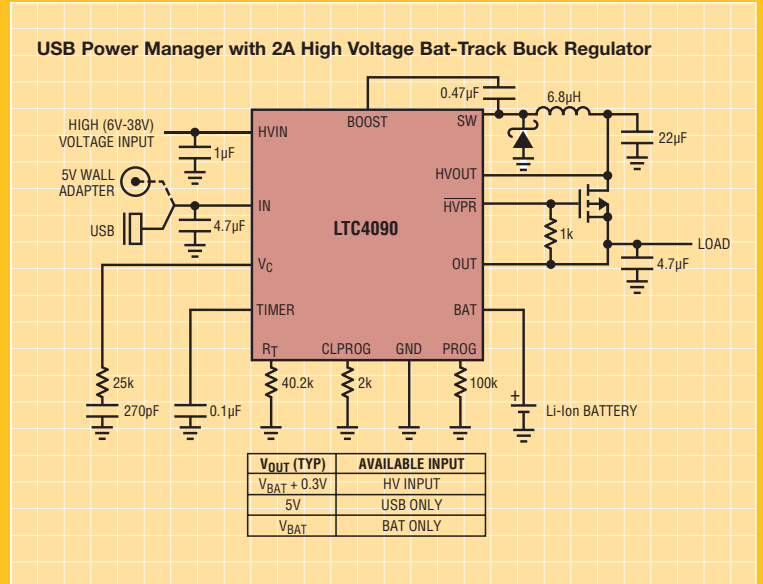 USB Power Manager with 2A High Voltage Bat-Track Buck Regulator
0.47µF
6.8µH
HIGH (6V-38V)
VOLTAGE INPUT
HVIN
BOOST
SW
1µF
22µF
5V WALL
ADAPTER
HVOUT
IN
HVPR
USB
4.7µF
LTC4090
1k
LOAD
VC
OUT
4.7µF
TIMER
BAT
RT
CLPROG
GND
PROG
25k
40.2k
2k
100k
270pF
0.1µF
+
Li-Ion BATTERY
VOUT (TYP) AVAILABLE INPUT
VBAT + 0.3V HV INPUT
5V USB ONLY
VBAT BAT ONLY